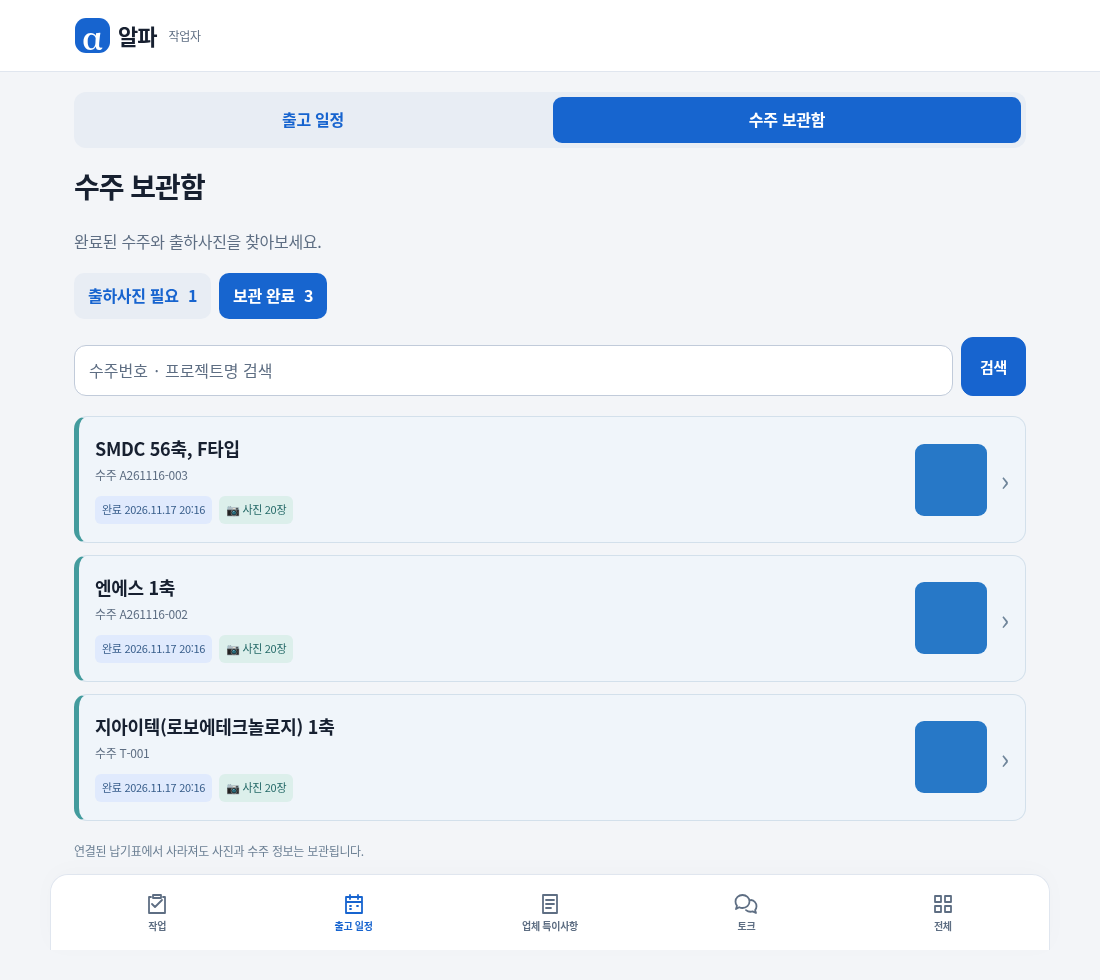 α 알파 작업자
출고 일정 수주 보관함
수주 보관함
완료된 수주와 출하사진을 찾아보세요.
출하사진 필요 1 보관 완료 3
수주번호 · 프로젝트명 검색 검색
SMDC 56축, F타입
수주 A261116-003
완료 2026.11.17 20:16 📷 사진 20장
엔에스 1축
수주 A261116-002
완료 2026.11.17 20:16 📷 사진 20장
지아이텍(로보에테크놀로지) 1축
수주 T-001
완료 2026.11.17 20:16 📷 사진 20장
연결된 납기표에서 사라져도 사진과 수주 정보는 보관됩니다.
작업 출고 일정 업체 특이사항 토크 전체